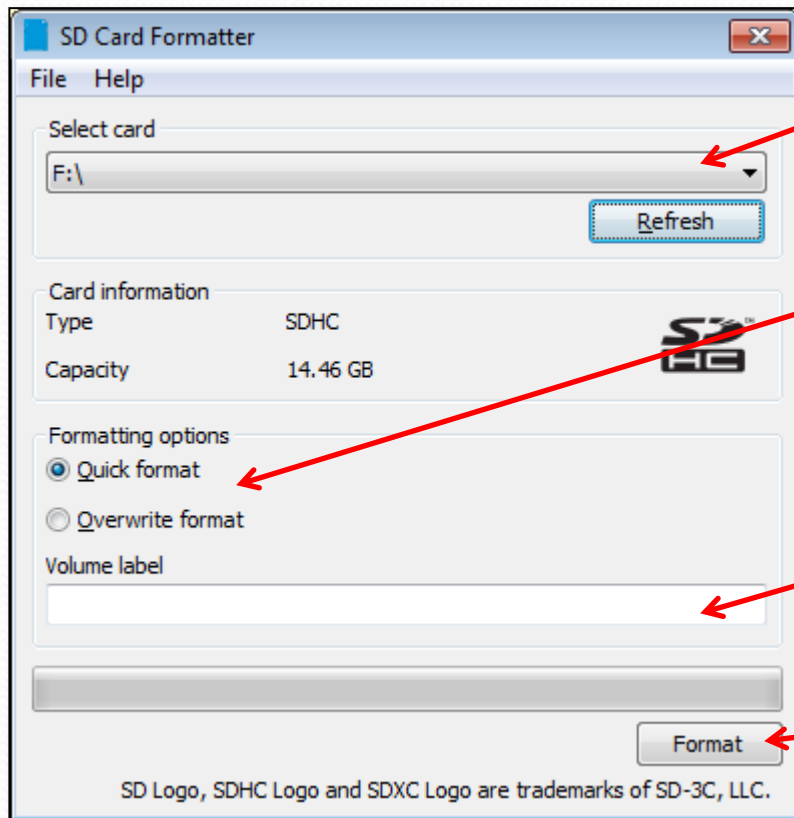 SD Card Formatter
File Help
Select card
F:\
Refresh
Card information
Type SDHC
SD™
HC
Capacity 14.46 GB
Formatting options
Quick format
Overwrite format
Volume label
Format
SD Logo, SDHC Logo and SDXC Logo are trademarks of SD-3C, LLC.